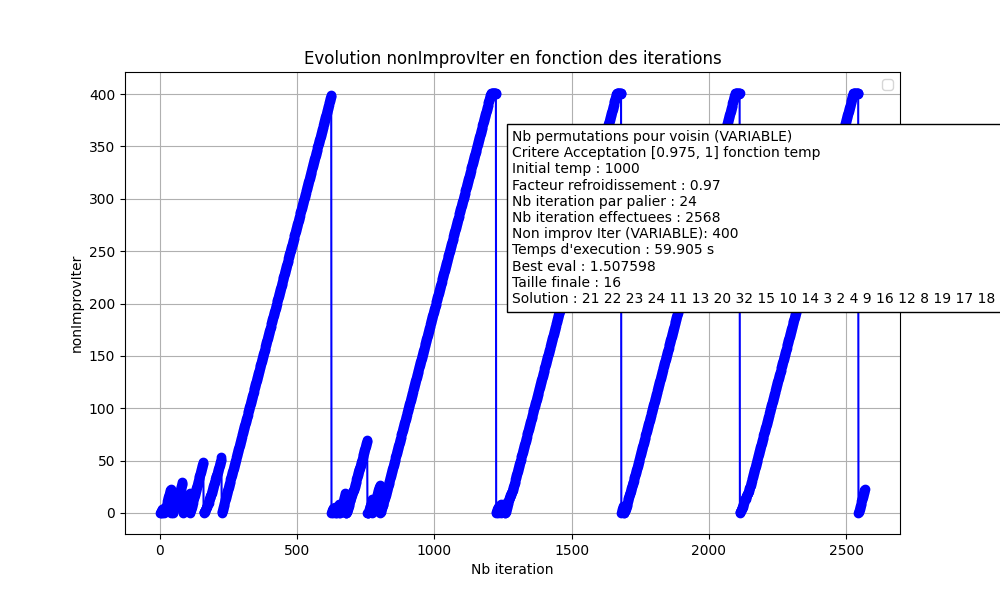 Evolution nonImprovIter en fonction des iterations
nonImprovIter
400
350
300
250
200
150
100
50
0
Nb permutations pour voisin (VARIABLE)
Critere Acceptation [0.975, 1] fonction temp
Initial temp : 1000
Facteur refroidissement : 0.97
Nb iteration par palier : 24
Nb iteration effectuees : 2568
Non improv Iter (VARIABLE): 400
Temps d'execution : 59.905 s
Best eval : 1.507598
Taille finale : 16
Solution : 21 22 23 24 11 13 20 32 15 10 14 3 2 4 9 16 12 8 19 17 18
0
500
1000
1500
2000
2500
Nb iteration